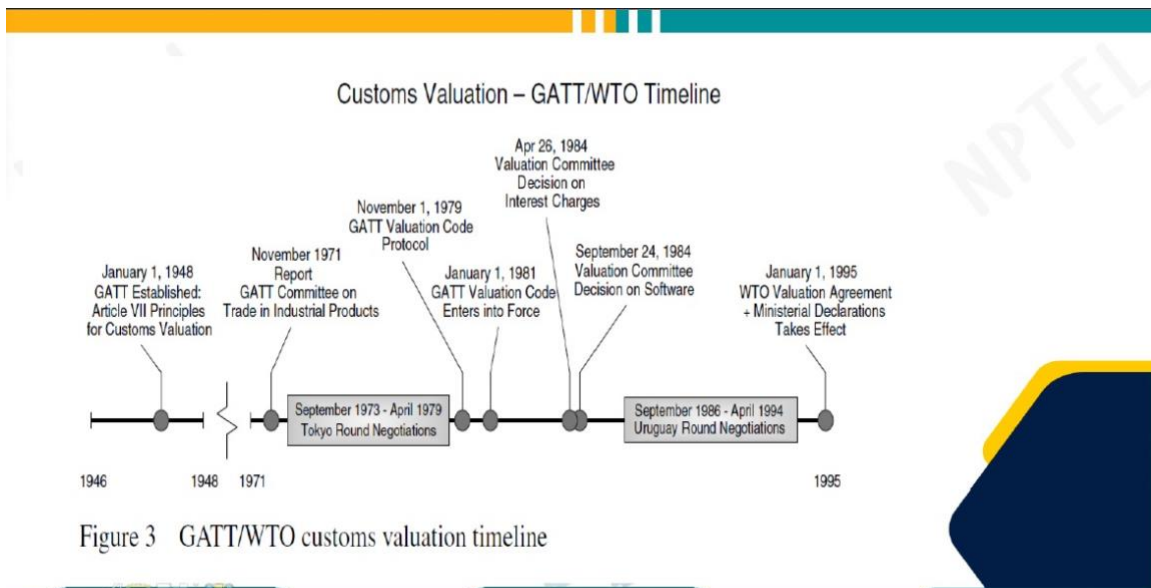 NPTEL
Customs Valuation – GATT/WTO Timeline
January 1, 1948
GATT Established:
Article VII Principles
for Customs Valuation
November 1971
Report
GATT Committee on
Trade in Industrial Products
November 1, 1979
GATT Valuation Code
Protocol
January 1, 1981
GATT Valuation Code
Enters into Force
Apr 26, 1984
Valuation Committee
Decision on
Interest Charges
September 24, 1984
Valuation Committee
Decision on Software
January 1, 1995
WTO Valuation Agreement
+ Ministerial Declarations
Takes Effect
September 1973 - April 1979
Tokyo Round Negotiations
September 1986 - April 1994
Uruguay Round Negotiations
1946
1948
1971
1995
Figure 3 GATT/WTO customs valuation timeline